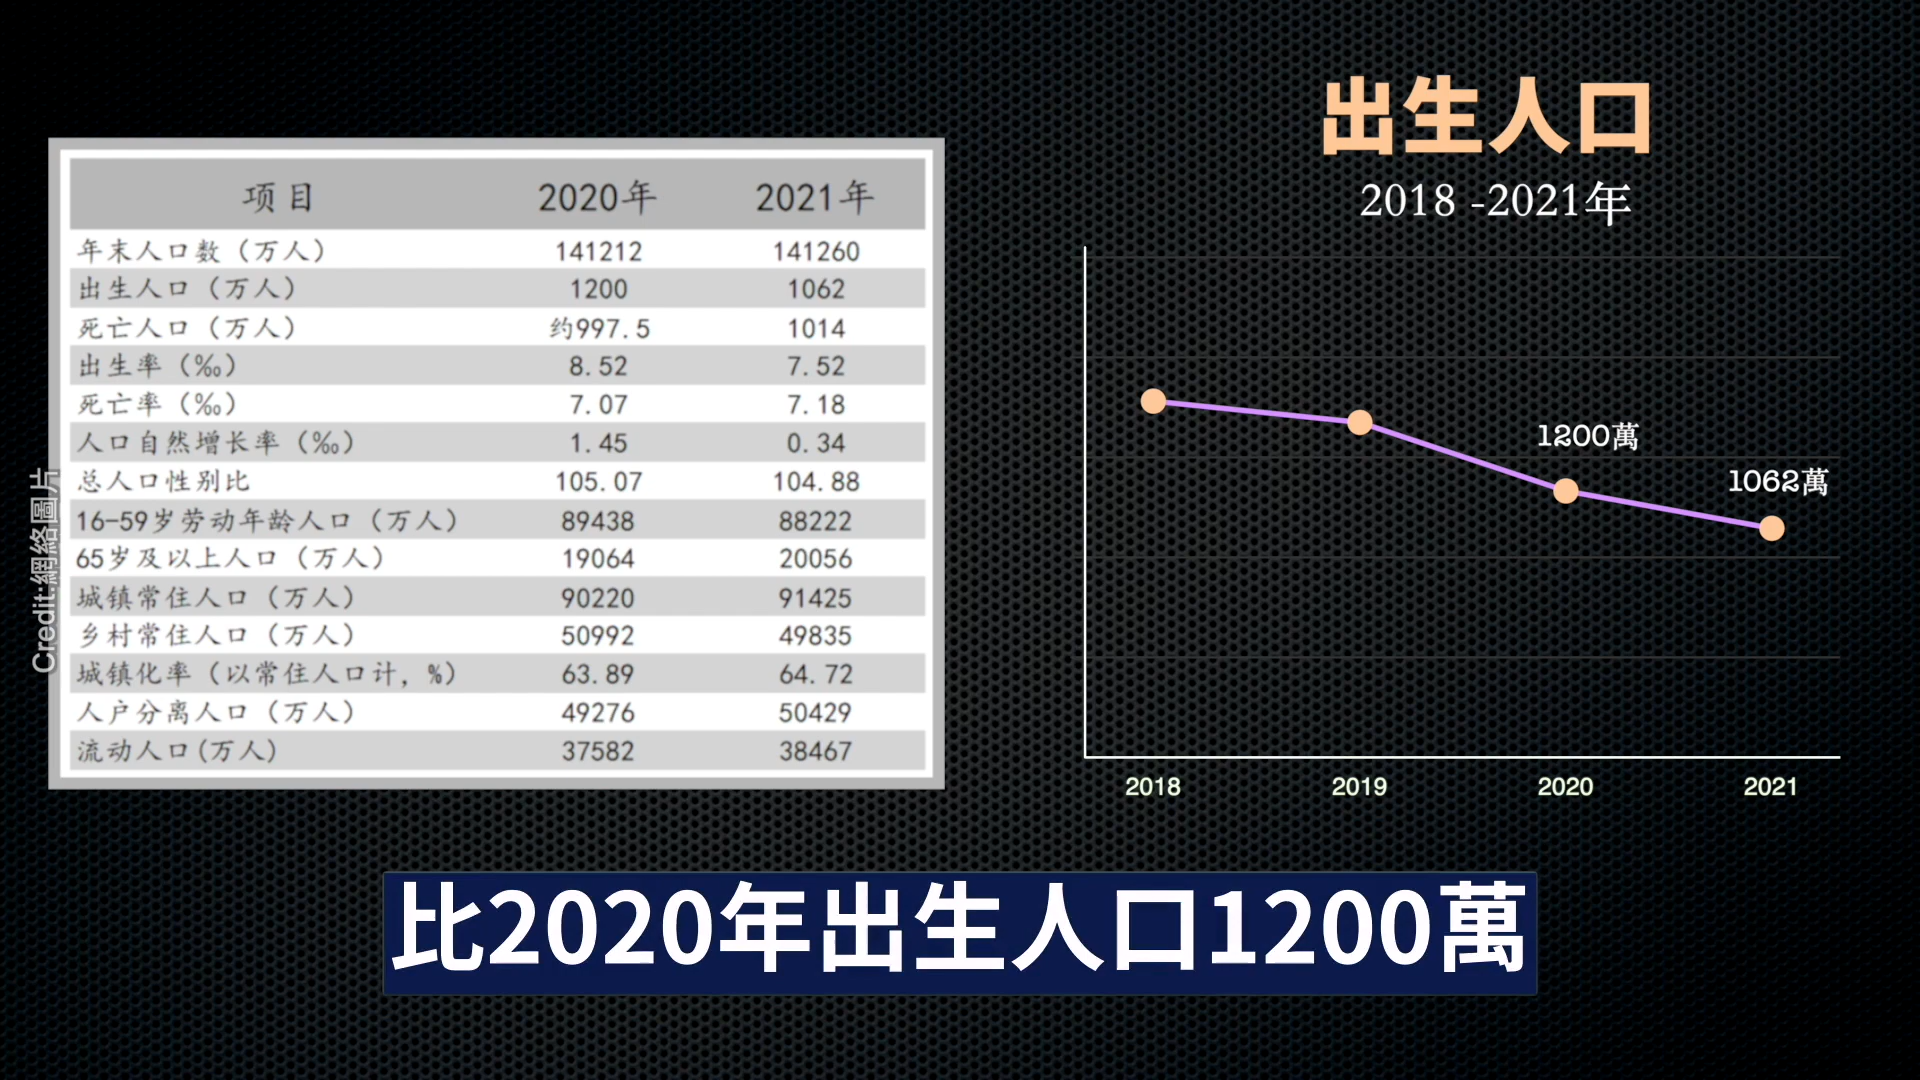 项目 2020年 2021年
年末人口数（万人） 141212 141260
出生人口（万人） 1200 1062
死亡人口（万人） 约997.5 1014
出生率（‰） 8.52 7.52
死亡率（‰） 7.07 7.18
人口自然增长率（‰） 1.45 0.34
总人口性别比 105.07 104.88
16-59岁劳动年龄人口（万人） 89438 88222
65岁及以上人口（万人） 19064 20056
城镇常住人口（万人） 90220 91425
乡村常住人口（万人） 50992 49835
城镇化率（以常住人口计，%） 63.89 64.72
人户分离人口（万人） 49276 50429
流动人口(万人) 37582 38467
Credit:網絡圖片
出生人口
2018 -2021年
1200萬
1062萬
2018 2019 2020 2021
比2020年出生人口1200萬